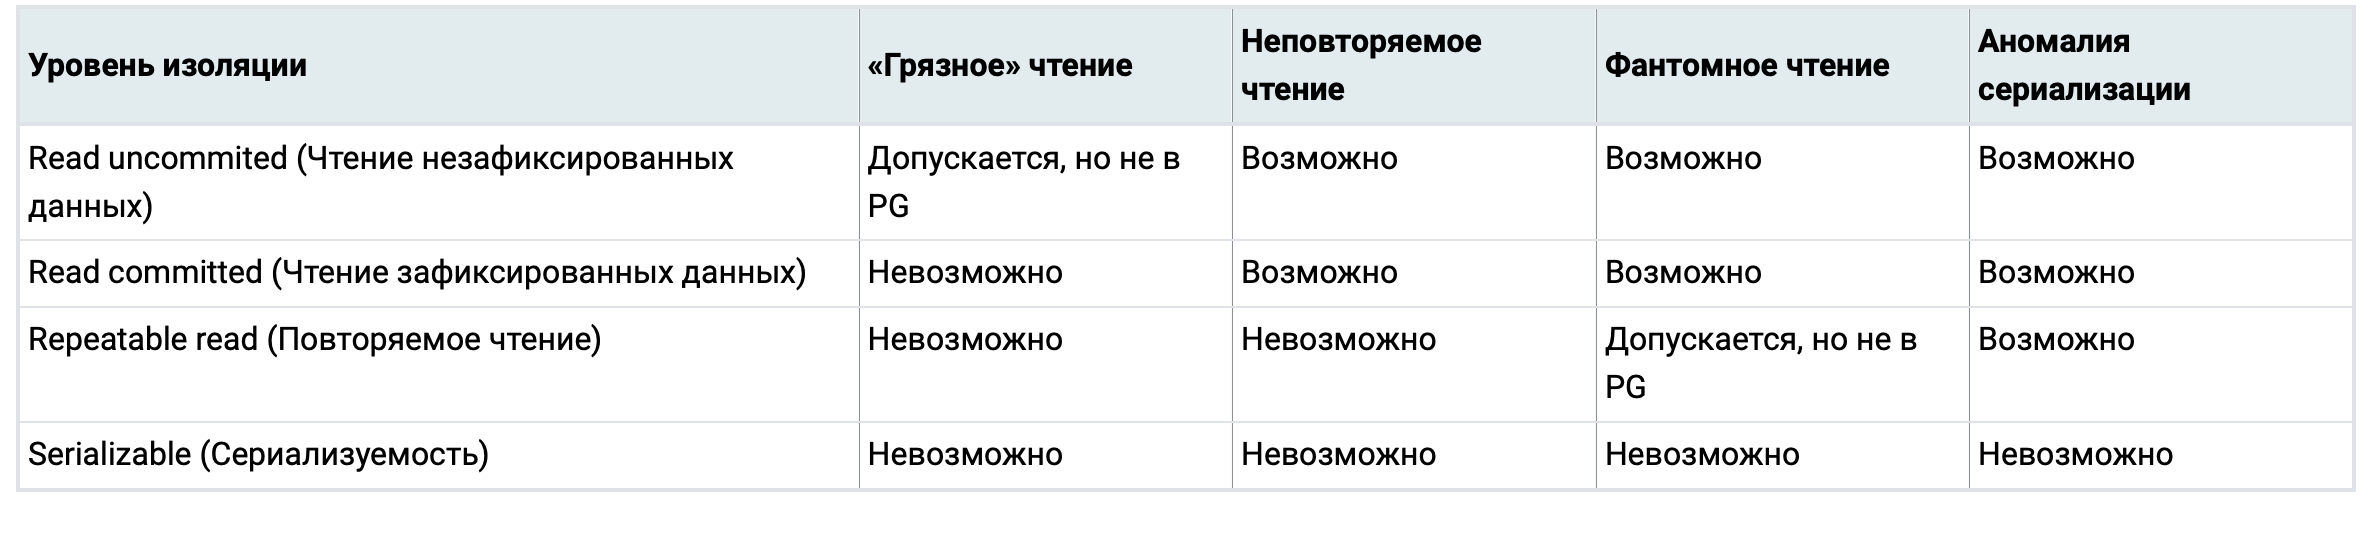 Уровень изоляции
«Грязное» чтение
Неповторяемое
чтение
Фантомное чтение
Аномалия
сериализации
Read uncommited (Чтение незафиксированных
данных)
Допускается, но не в
PG
Возможно
Возможно
Возможно
Read committed (Чтение зафиксированных данных)
Невозможно
Возможно
Возможно
Возможно
Repeatable read (Повторяемое чтение)
Невозможно
Невозможно
Допускается, но не в
PG
Возможно
Serializable (Сериализуемость)
Невозможно
Невозможно
Невозможно
Невозможно